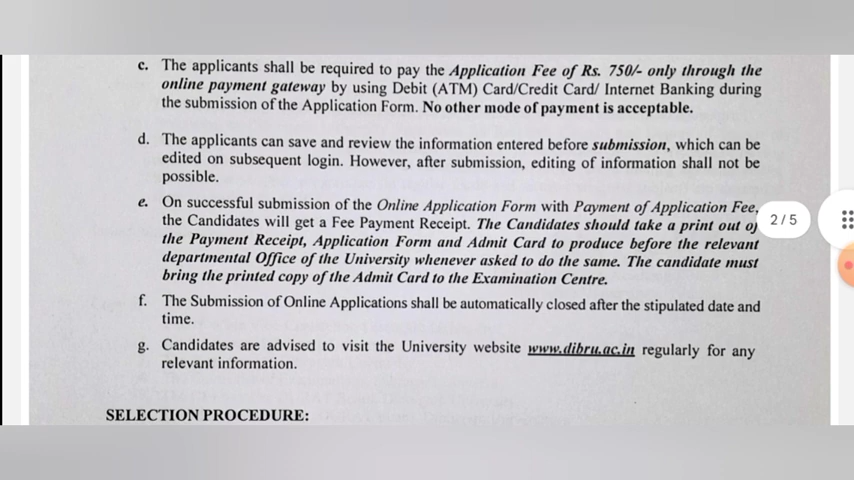 c. The applicants shall be required to pay the Application Fee of Rs. 750/- only through the
online payment gateway by using Debit (ATM) Card/Credit Card/ Internet Banking during
the submission of the Application Form. No other mode of payment is acceptable.
d. The applicants can save and review the information entered before submission, which can be
edited on subsequent login. However, after submission, editing of information shall not be
possible.
e. On successful submission of the Online Application Form with Payment of Application Fee,
the Candidates will get a Fee Payment Receipt. The Candidates should take a print out of
the Payment Receipt, Application Form and Admit Card to produce before the relevant
departmental Office of the University whenever asked to do the same. The candidate must
bring the printed copy of the Admit Card to the Examination Centre.
f. The Submission of Online Applications shall be automatically closed after the stipulated date and
time.
g. Candidates are advised to visit the University website www.dibru.ac.in regularly for any
relevant information.
SELECTION PROCEDURE:
2 / 5